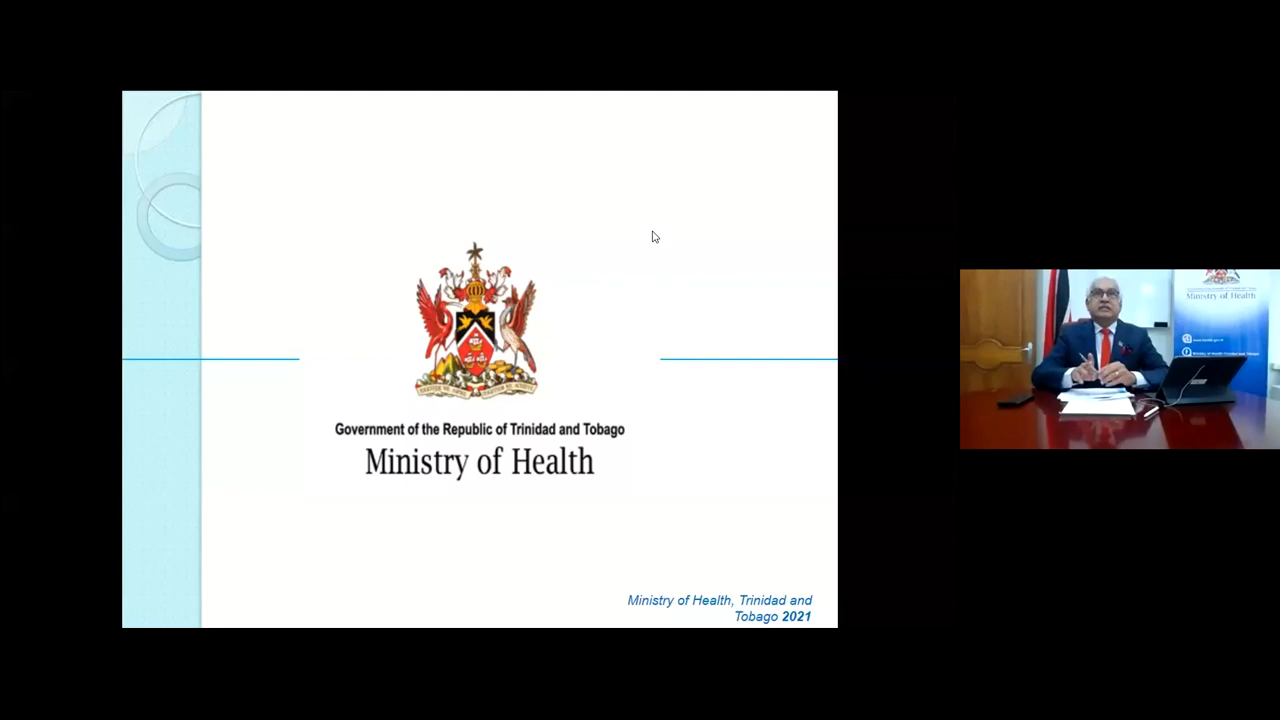 Government of the Republic of Trinidad and Tobago
Ministry of Health
Ministry of Health, Trinidad and
Tobago 2021
Ministry of Health